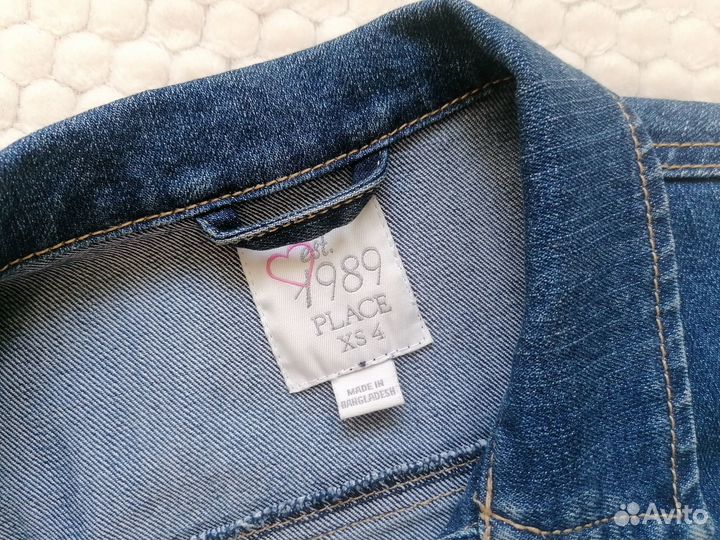 est.
1989
PLACE
XS 4
MADE IN
BANGLADESH
Avito